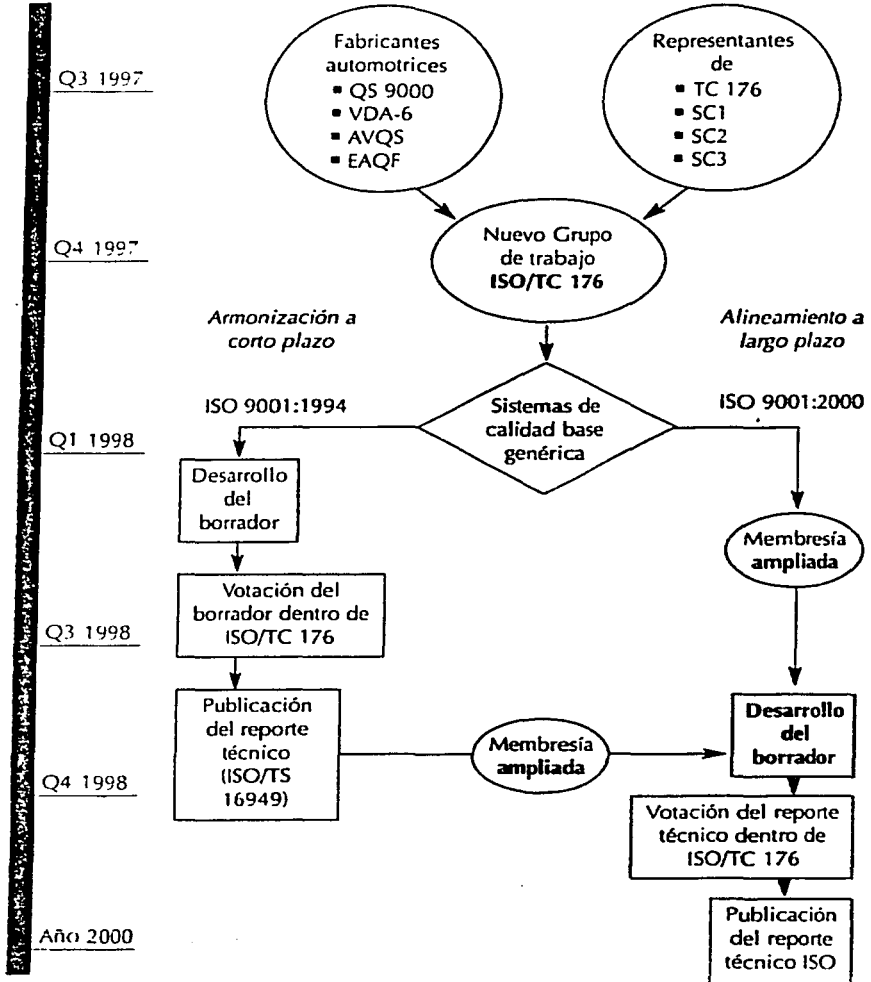 Q3 1997
Fabricantes
automotrices
▪ QS 9000
▪ VDA-6
▪ AVQS
▪ EAQF
Representantes
de
▪ TC 176
▪ SC1
▪ SC2
▪ SC3
Q4 1997
Nuevo Grupo
de trabajo
ISO/TC 176
Armonización a
corto plazo
Alineamiento a
largo plazo
ISO 9001:1994
Sistemas de
calidad base
genérica
ISO 9001:2000
Q1 1998
Desarrollo
del
borrador
Membresía
ampliada
Votación del
borrador dentro de
ISO/TC 176
Q3 1998
Publicación
del reporte
técnico
(ISO/TS
16949)
Membresía
ampliada
Desarrollo
del
borrador
Q4 1998
Votación del reporte
técnico dentro de
ISO/TC 176
Año 2000
Publicación
del reporte
técnico ISO